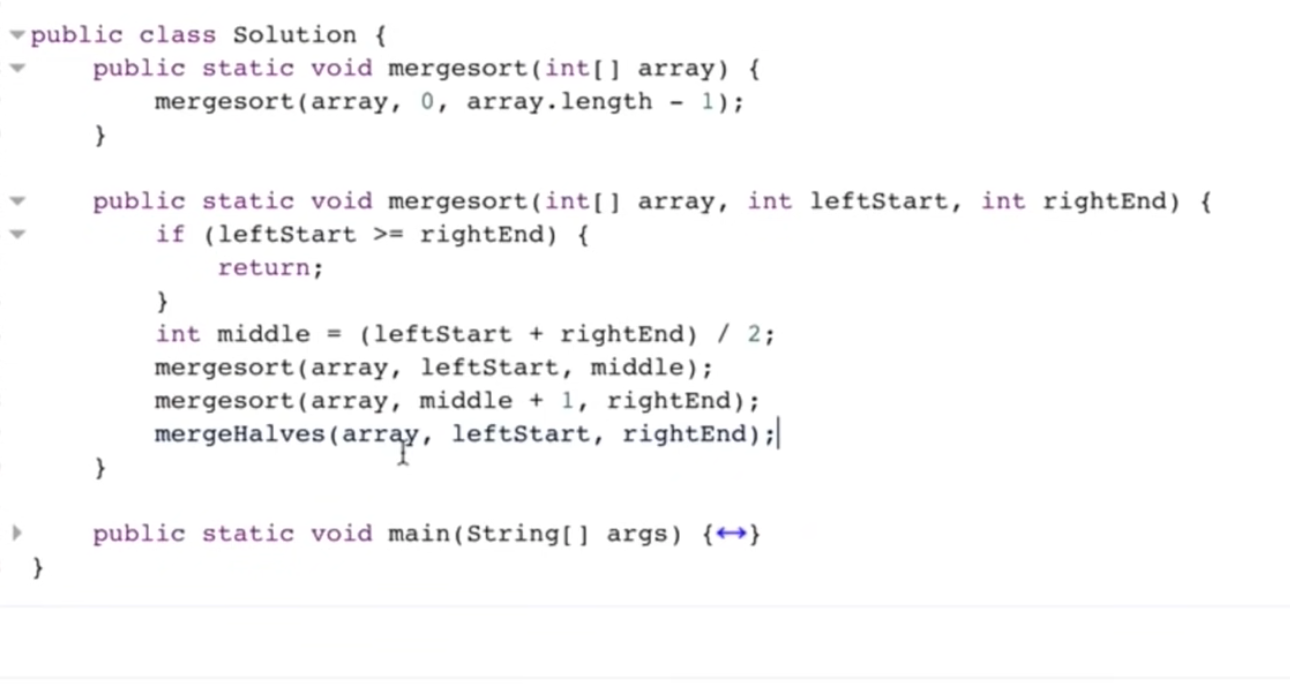 public class Solution {
public static void mergesort(int[] array) {
mergesort(array, 0, array.length - 1);
}
public static void mergesort(int[] array, int leftStart, int rightEnd) {
if (leftStart >= rightEnd) {
return;
}
int middle = (leftStart + rightEnd) / 2;
mergesort(array, leftStart, middle);
mergesort(array, middle + 1, rightEnd);
mergeHalves(array, leftStart, rightEnd);
}
public static void main(String[] args) {↔}
}